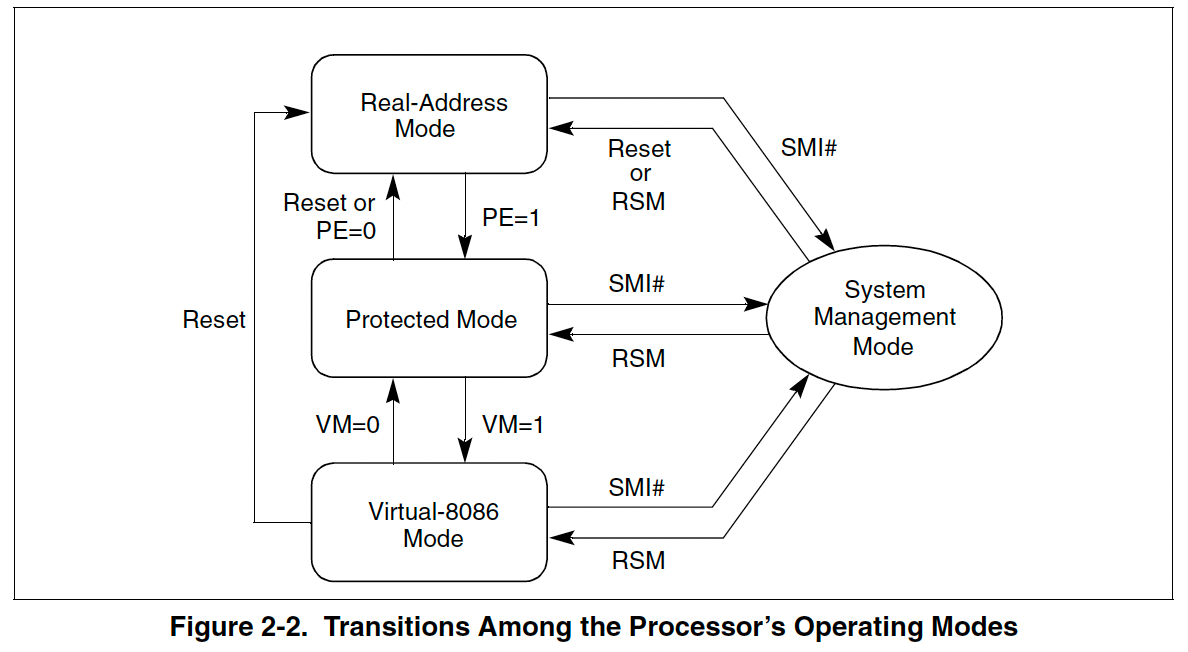 Real-Address
Mode
SMI#
Reset
or
RSM
Reset or
PE=0
PE=1
SMI#
System
Management
Mode
Reset
Protected Mode
RSM
VM=0
VM=1
SMI#
Virtual-8086
Mode
RSM
Figure 2-2. Transitions Among the Processor’s Operating Modes